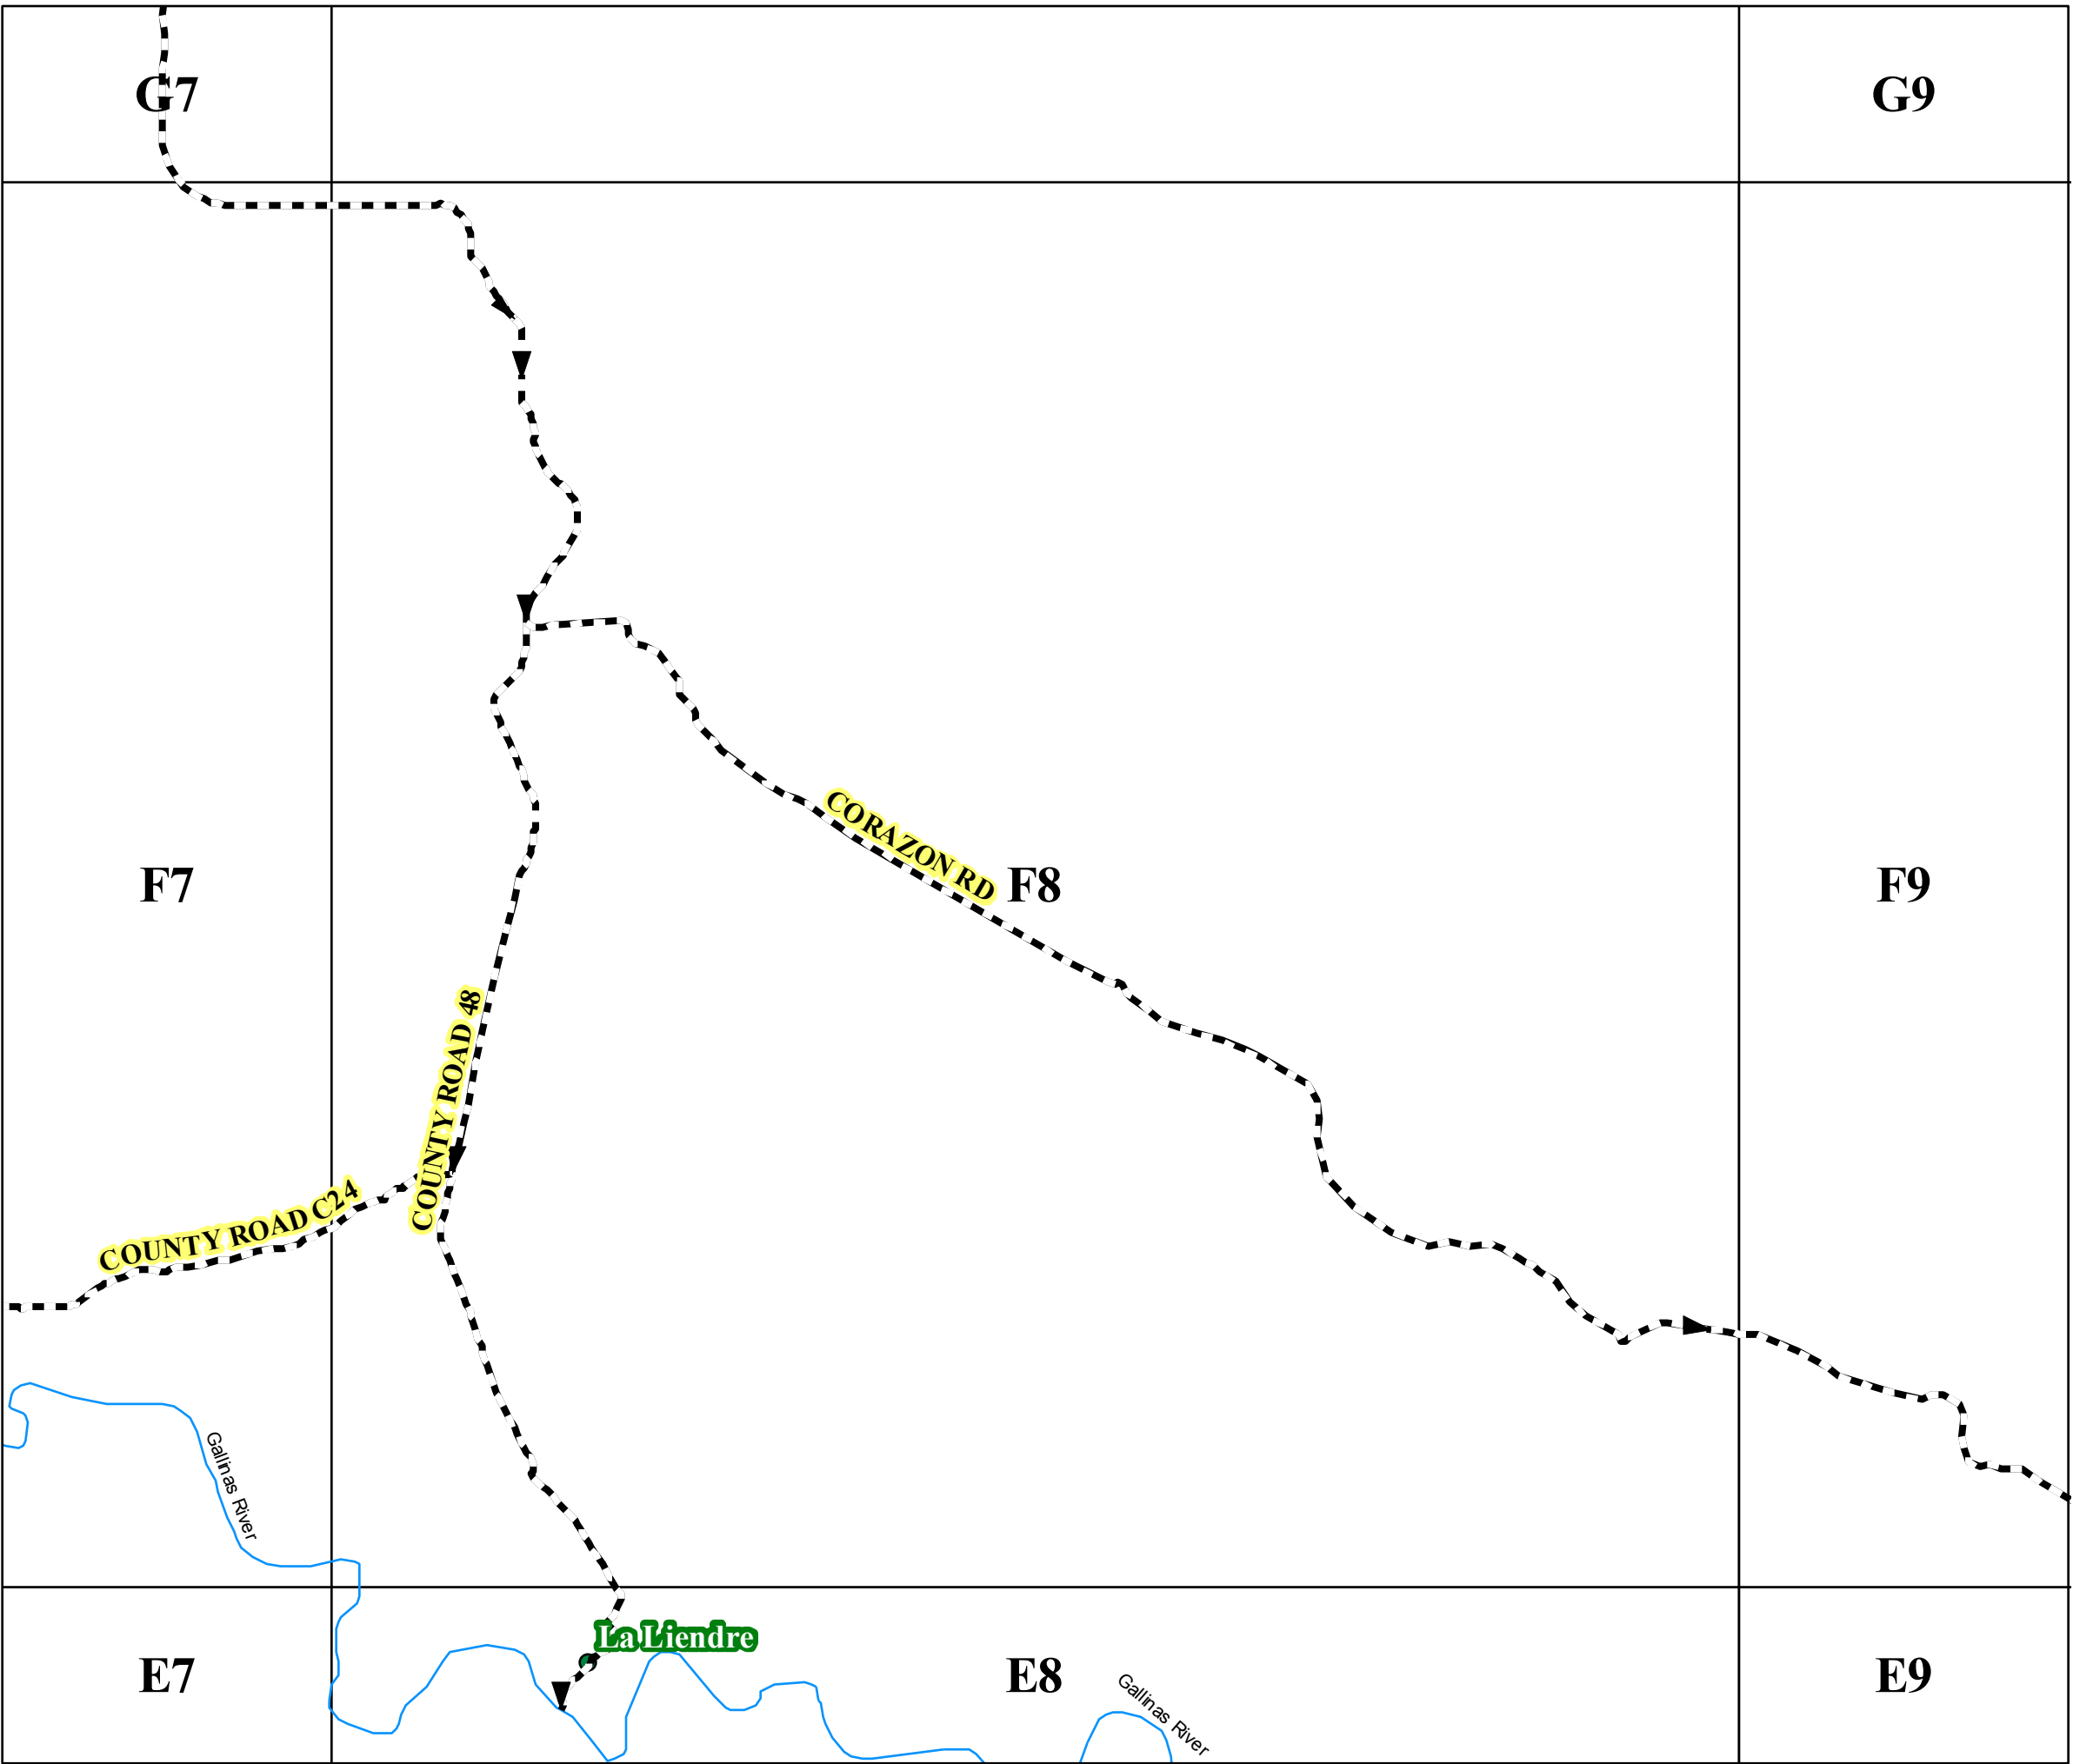 G7
G9
CORAZON RD
F7
F8
F9
COUNTY ROAD 48
COUNTY ROAD C24
Gallinas River
La Liendre
E7
E8
E9
Gallinas River